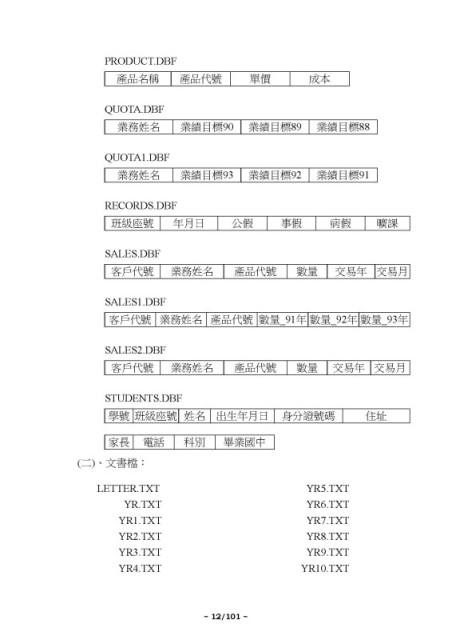 PRODUCT.DBF
產品名稱 產品代號 單價 成本
QUOTA.DBF
業務姓名 業績目標90 業績目標89 業績目標88
QUOTA1.DBF
業務姓名 業績目標93 業績目標92 業績目標91
RECORDS.DBF
班級座號 年月日 公假 事假 病假 曠課
SALES.DBF
客戶代號 業務姓名 產品代號 數量 交易年 交易月
SALES1.DBF
客戶代號 業務姓名 產品代號 數量_91年 數量_92年 數量_93年
SALES2.DBF
客戶代號 業務姓名 產品代號 數量 交易年 交易月
STUDENTS.DBF
學號 班級座號 姓名 出生年月日 身分證號碼 住址
家長 電話 科別 畢業國中
(二)、文書檔：
LETTER.TXT YR5.TXT
YR.TXT YR6.TXT
YR1.TXT YR7.TXT
YR2.TXT YR8.TXT
YR3.TXT YR9.TXT
YR4.TXT YR10.TXT
~ 12/101 ~